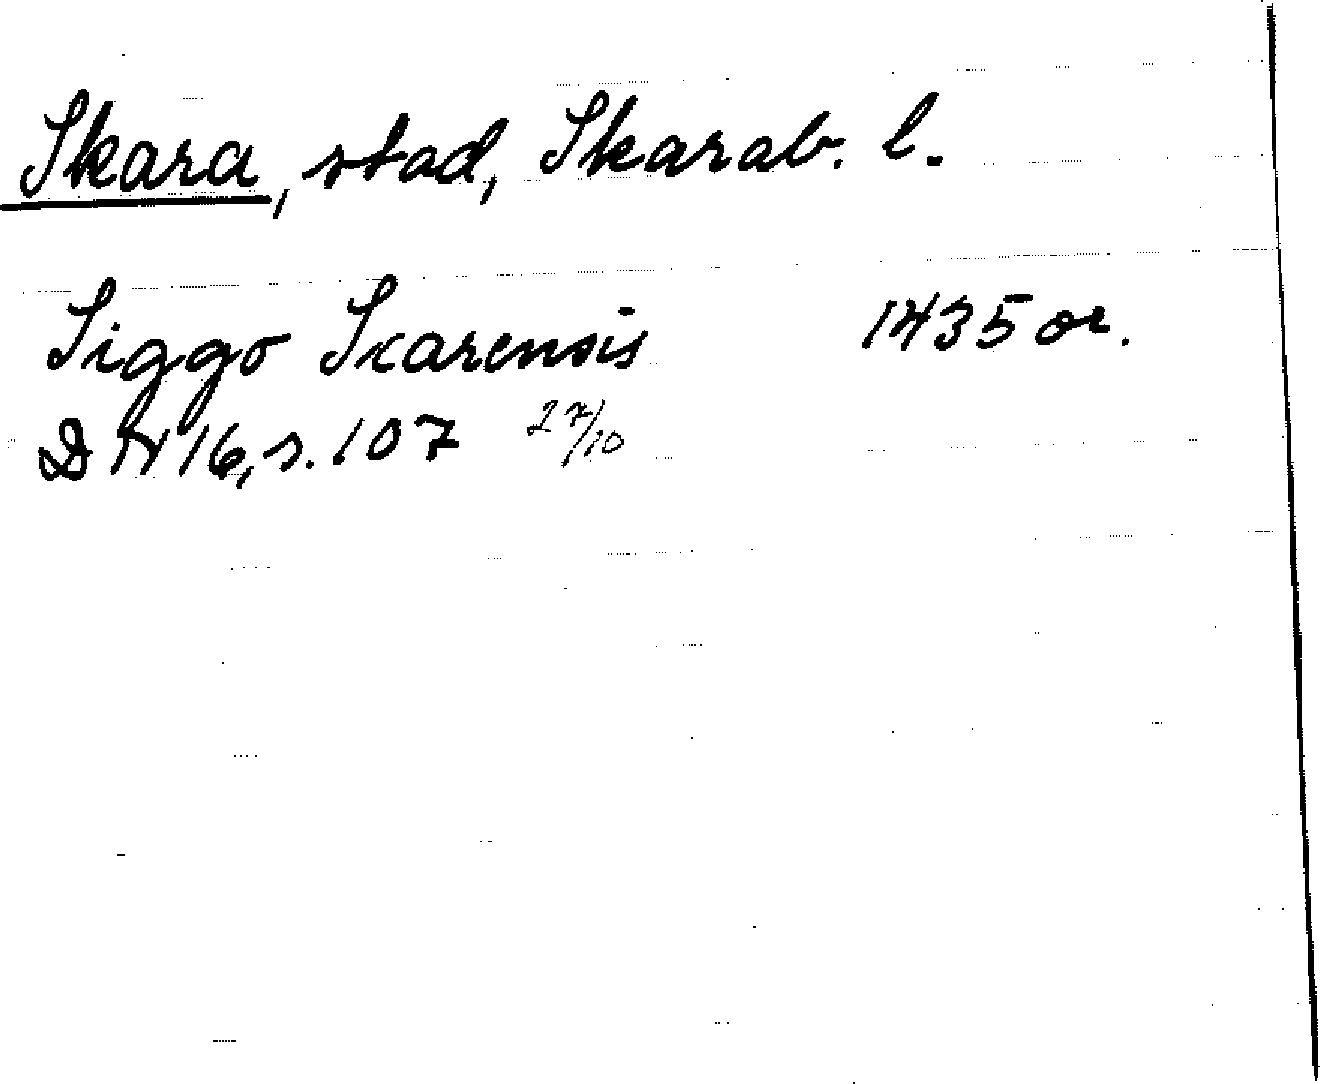 Skara, stad, Skarab. l.
Siggo Scarensis 1435 or.
DN 16, s. 107 27/10